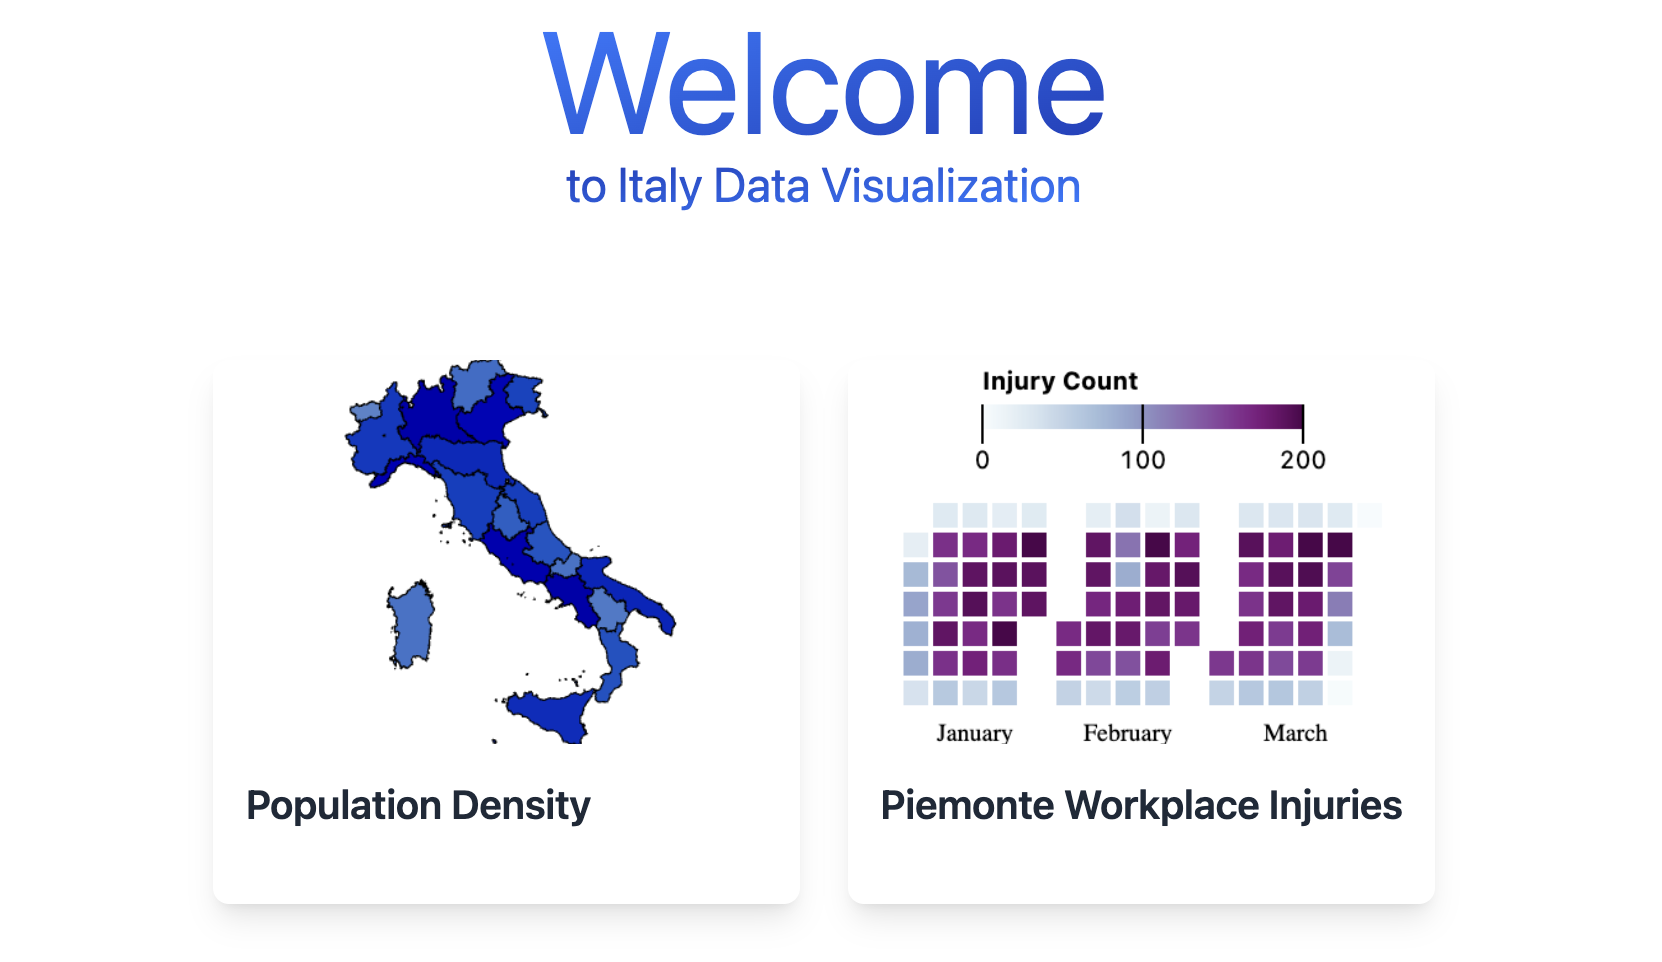 Welcome
to Italy Data Visualization
Population Density
Injury Count
0 100 200
January February March
Piemonte Workplace Injuries